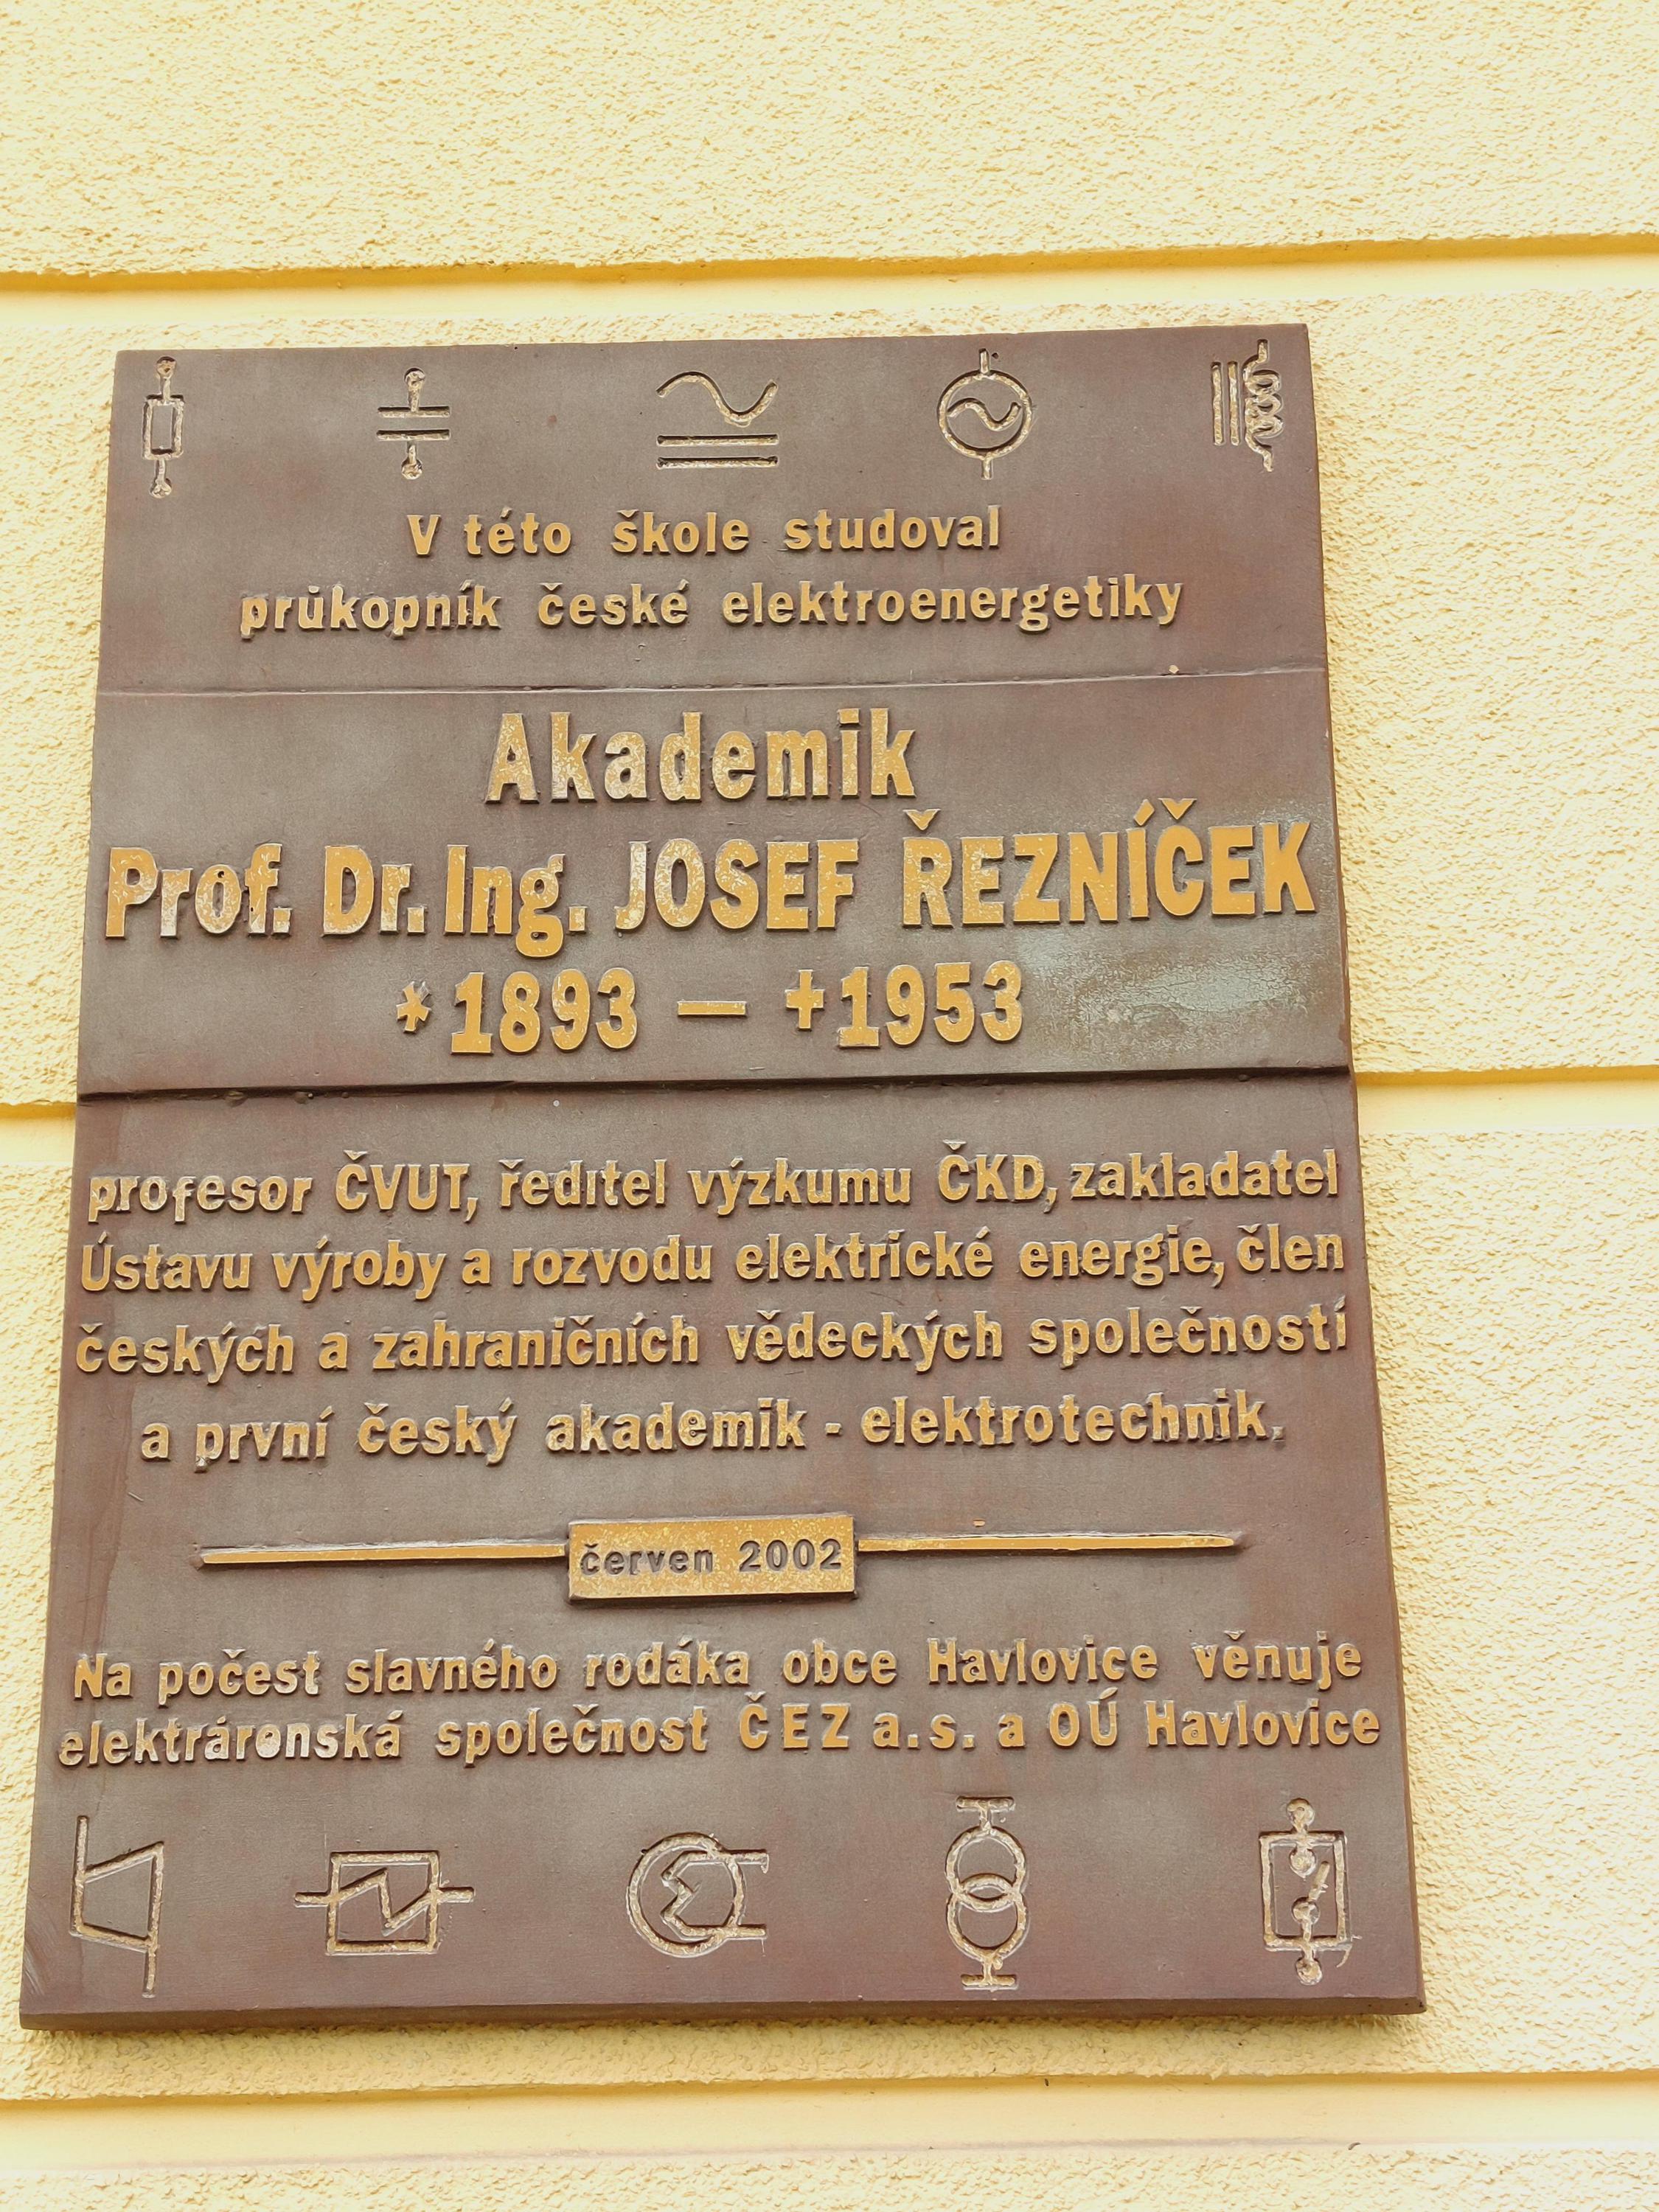 V této škole studoval
průkopník české elektroenergetiky
Akademik
Prof. Dr. Ing. JOSEF ŘEZNÍČEK
*1893 — +1953
profesor ČVUT, ředitel výzkumu ČKD, zakladatel
Ústavu výroby a rozvodu elektrické energie, člen
českých a zahraničních vědeckých společností
a první český akademik - elektrotechnik.
červen 2002
Na počest slavného rodáka obce Havlovice věnuje
elektrárenská společnost ČEZ a.s. a OÚ Havlovice